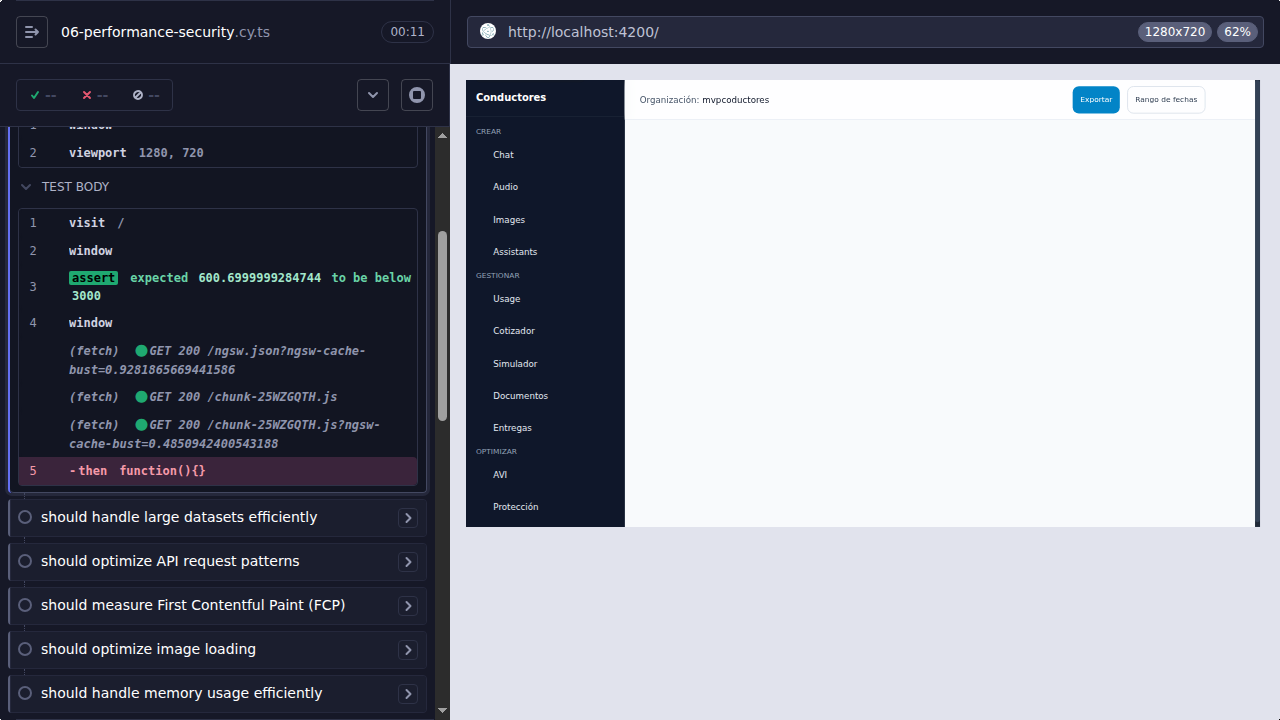 06-performance-security.cy.ts
00:11
--
--
--
1 window
2 viewport 1280, 720
TEST BODY
1 visit /
2 window
3 assert expected 600.6999999284744 to be below
3000
4 window
(fetch) GET 200 /ngsw.json?ngsw-cache-
bust=0.9281865669441586
(fetch) GET 200 /chunk-25WZGQTH.js
(fetch) GET 200 /chunk-25WZGQTH.js?ngsw-
cache-bust=0.4850942400543188
5 -then function(){}
should handle large datasets efficiently
should optimize API request patterns
should measure First Contentful Paint (FCP)
should optimize image loading
should handle memory usage efficiently
http://localhost:4200/
1280x720
62%
Conductores
CREAR
Chat
Audio
Images
Assistants
GESTIONAR
Usage
Cotizador
Simulador
Documentos
Entregas
OPTIMIZAR
AVI
Protección
Organización: mvpcoductores
Exportar
Rango de fechas